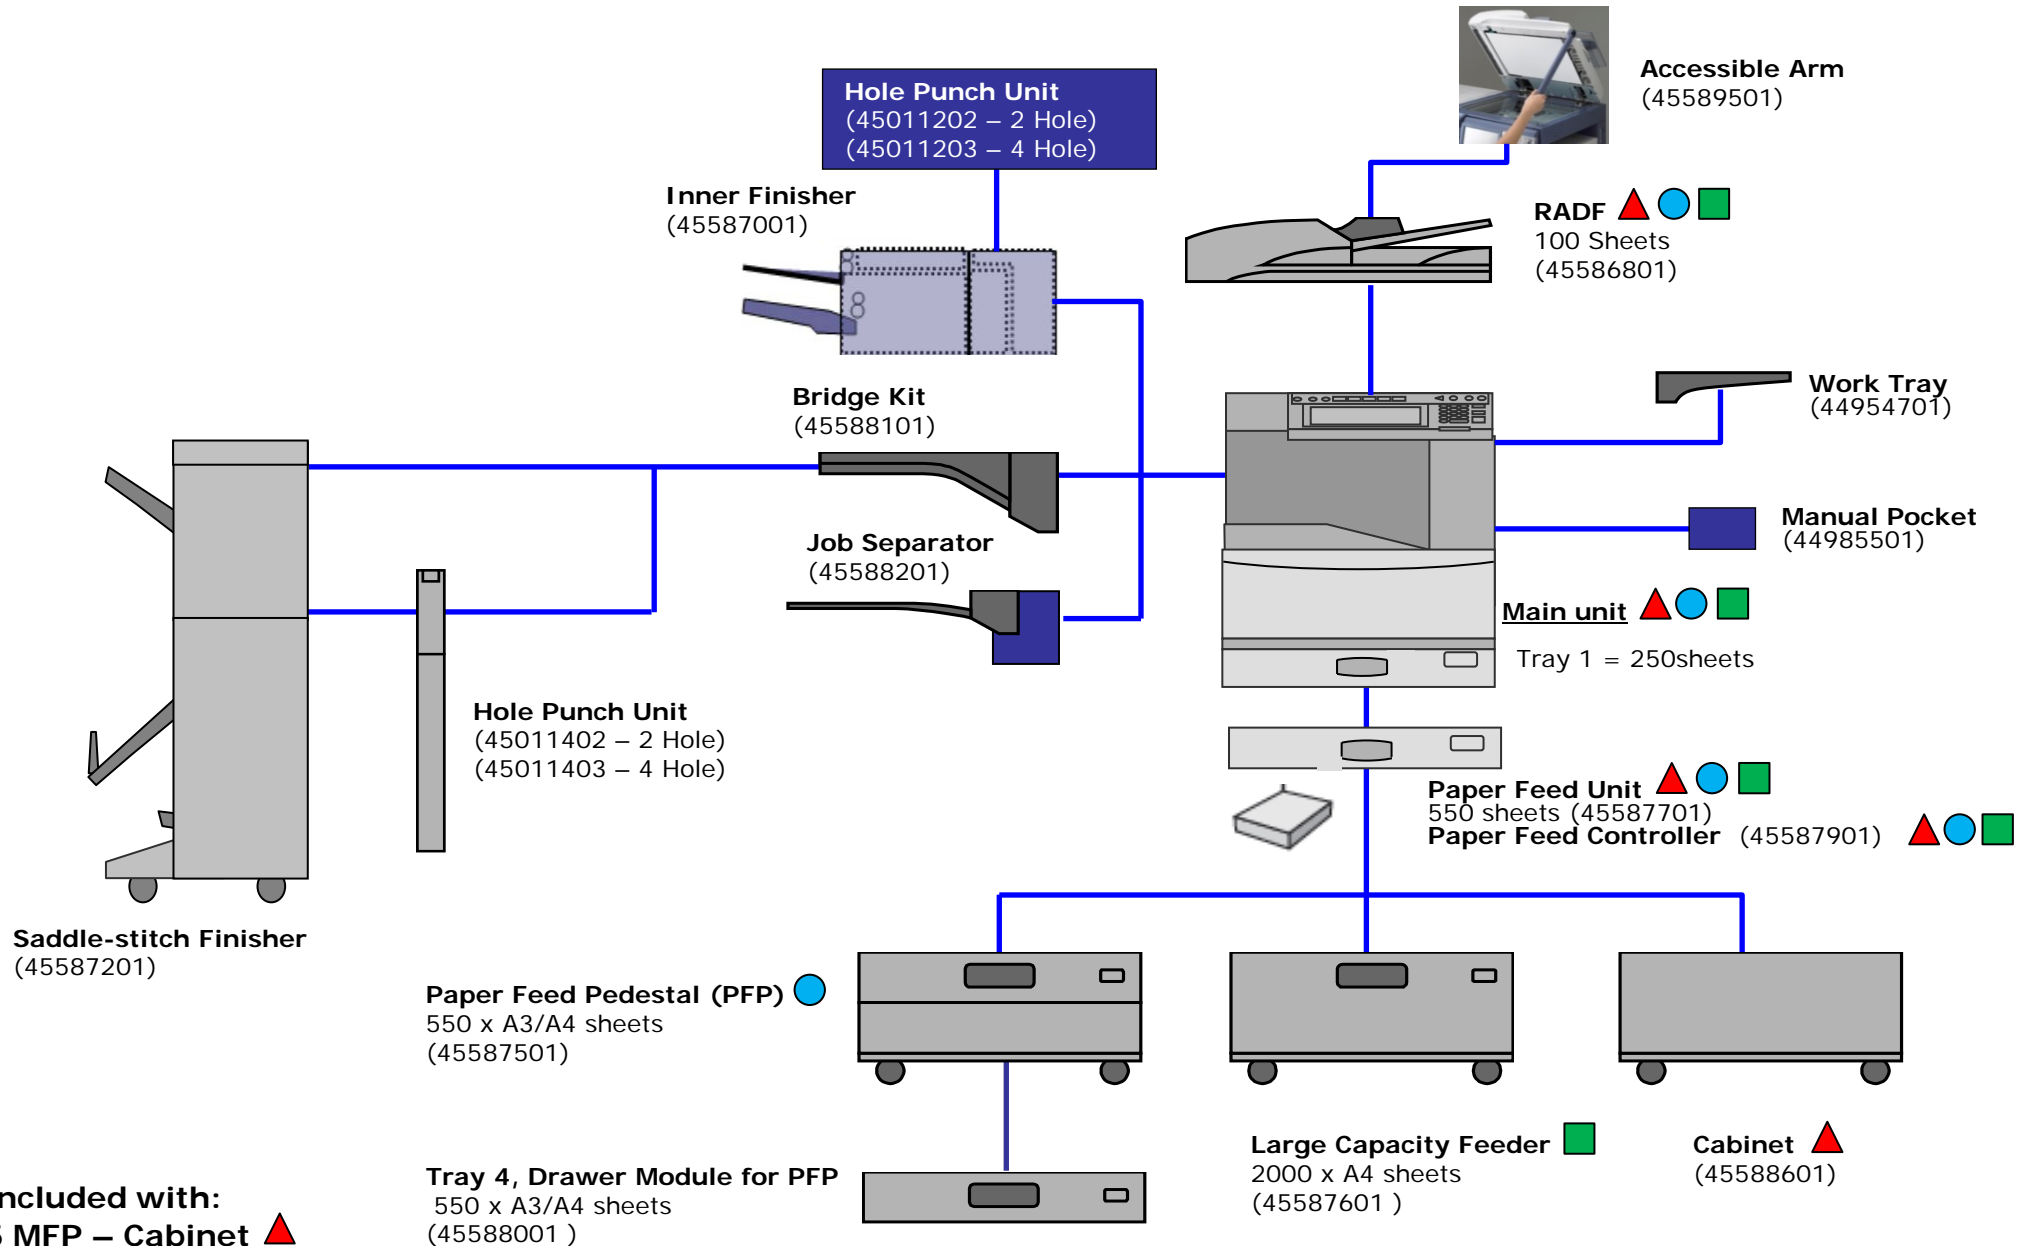 Accessible Arm
(45589501)
Hole Punch Unit
(45011202 – 2 Hole)
(45011203 – 4 Hole)
Inner Finisher
(45587001)
RADF
100 Sheets
(45586801)
Bridge Kit
(45588101)
Work Tray
(44954701)
Manual Pocket
(44985501)
Job Separator
(45588201)
Main unit
Tray 1 = 250sheets
Hole Punch Unit
(45011402 – 2 Hole)
(45011403 – 4 Hole)
Paper Feed Unit
550 sheets (45587701)
Paper Feed Controller (45587901)
Saddle-stitch Finisher
(45587201)
Paper Feed Pedestal (PFP)
550 x A3/A4 sheets
(45587501)
Large Capacity Feeder
2000 x A4 sheets
(45587601 )
Cabinet
(45588601)
Tray 4, Drawer Module for PFP
550 x A3/A4 sheets
(45588001 )
ncluded with:
MFP – Cabinet